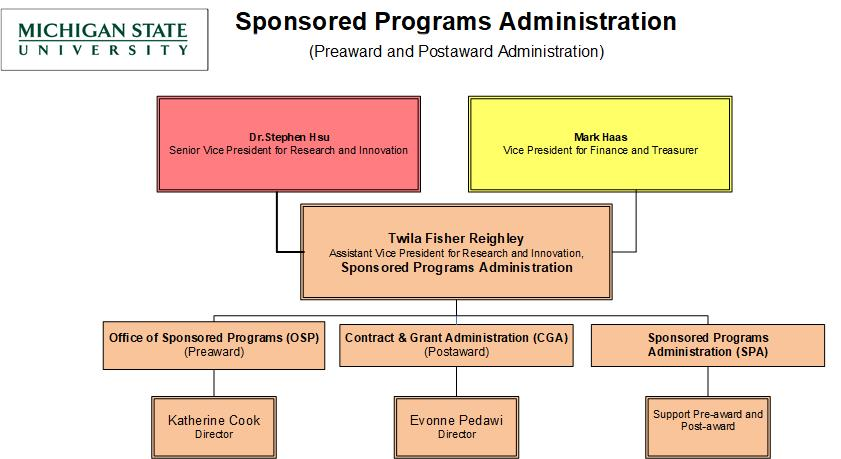 MICHIGAN STATE
UNIVERSITY
Sponsored Programs Administration
(Preaward and Postaward Administration)
Dr.Stephen Hsu
Senior Vice President for Research and Innovation
Mark Haas
Vice President for Finance and Treasurer
Twila Fisher Reighley
Assistant Vice President for Research and Innovation,
Sponsored Programs Administration
Office of Sponsored Programs (OSP)
(Preaward)
Contract & Grant Administration (CGA)
(Postaward)
Sponsored Programs
Administration (SPA)
Katherine Cook
Director
Evonne Pedawi
Director
Support Pre-award and
Post-award